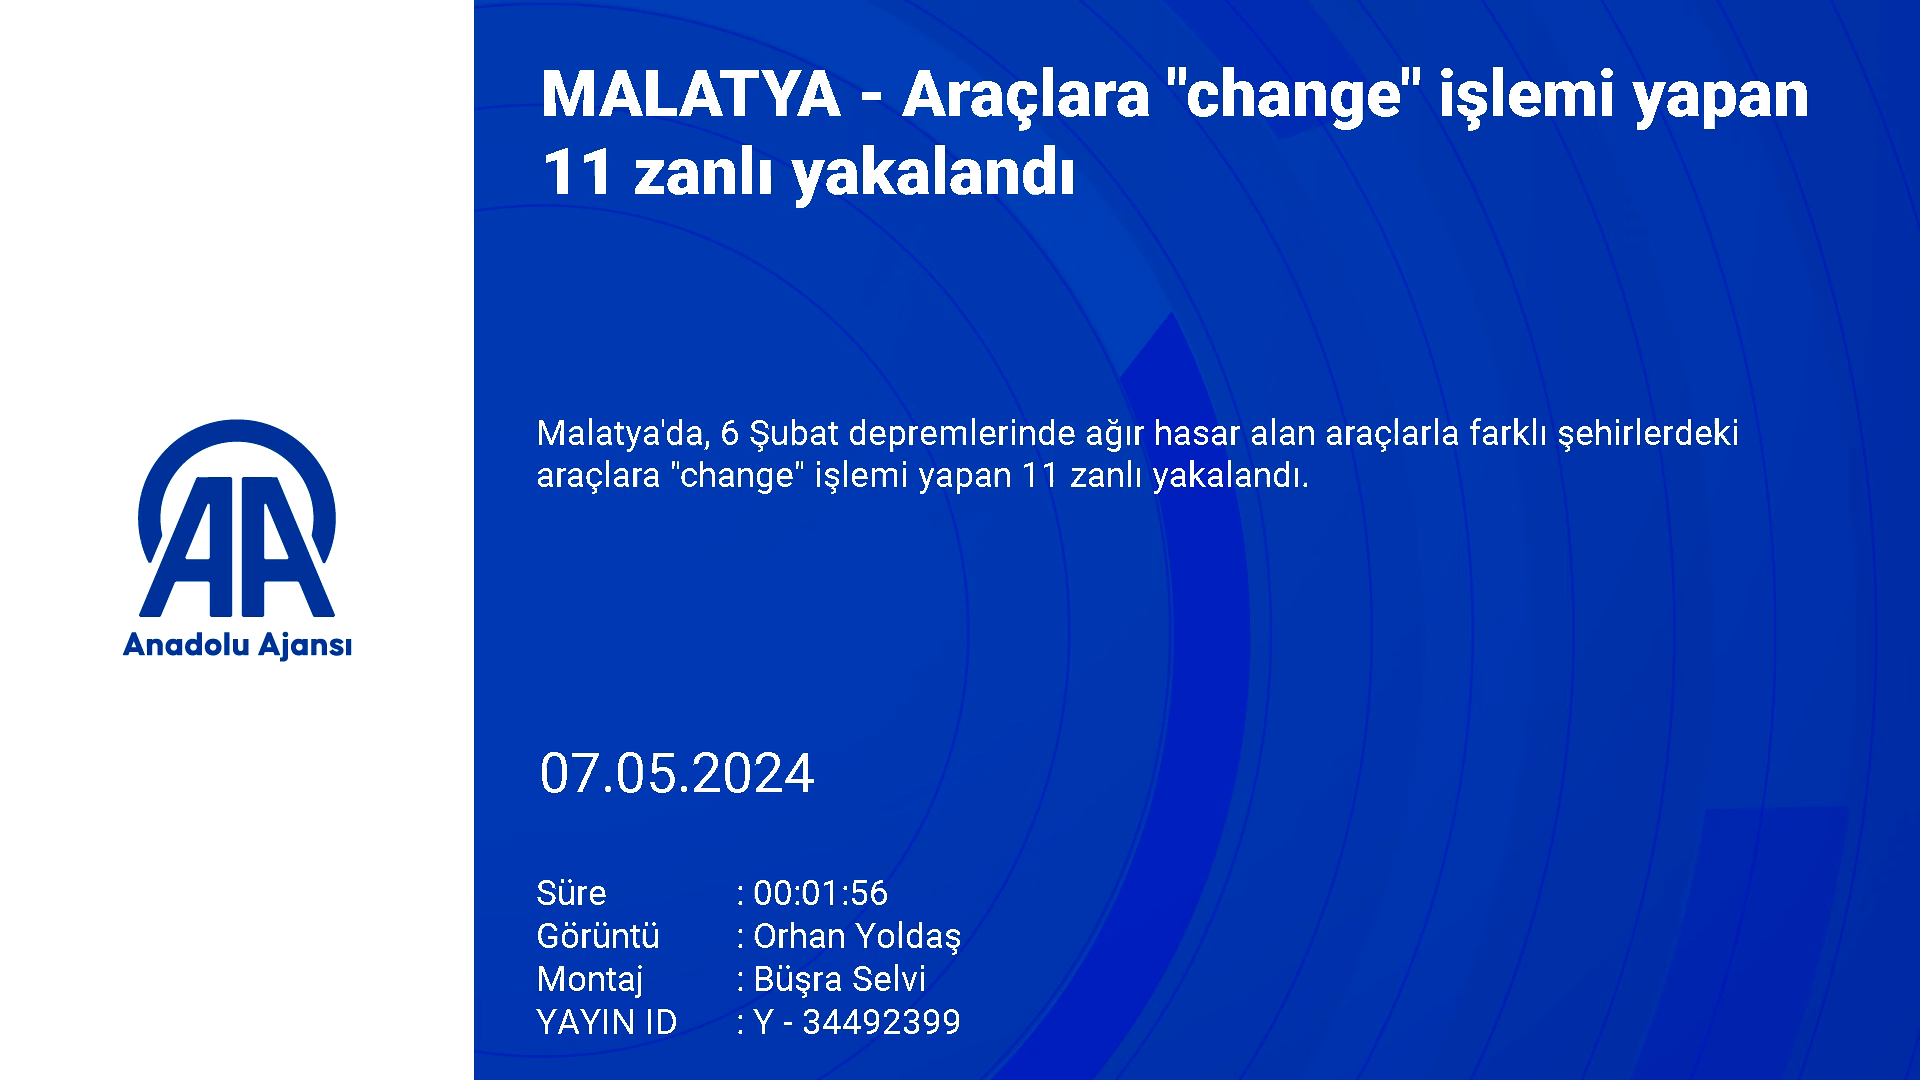 MALATYA - Araçlara "change" işlemi yapan
11 zanlı yakalandı
Malatya'da, 6 Şubat depremlerinde ağır hasar alan araçlarla farklı şehirlerdeki
araçlara "change" işlemi yapan 11 zanlı yakalandı.
AA
Anadolu Ajansı
07.05.2024
Süre : 00:01:56
Görüntü : Orhan Yoldaş
Montaj : Büşra Selvi
YAYIN ID : Y - 34492399